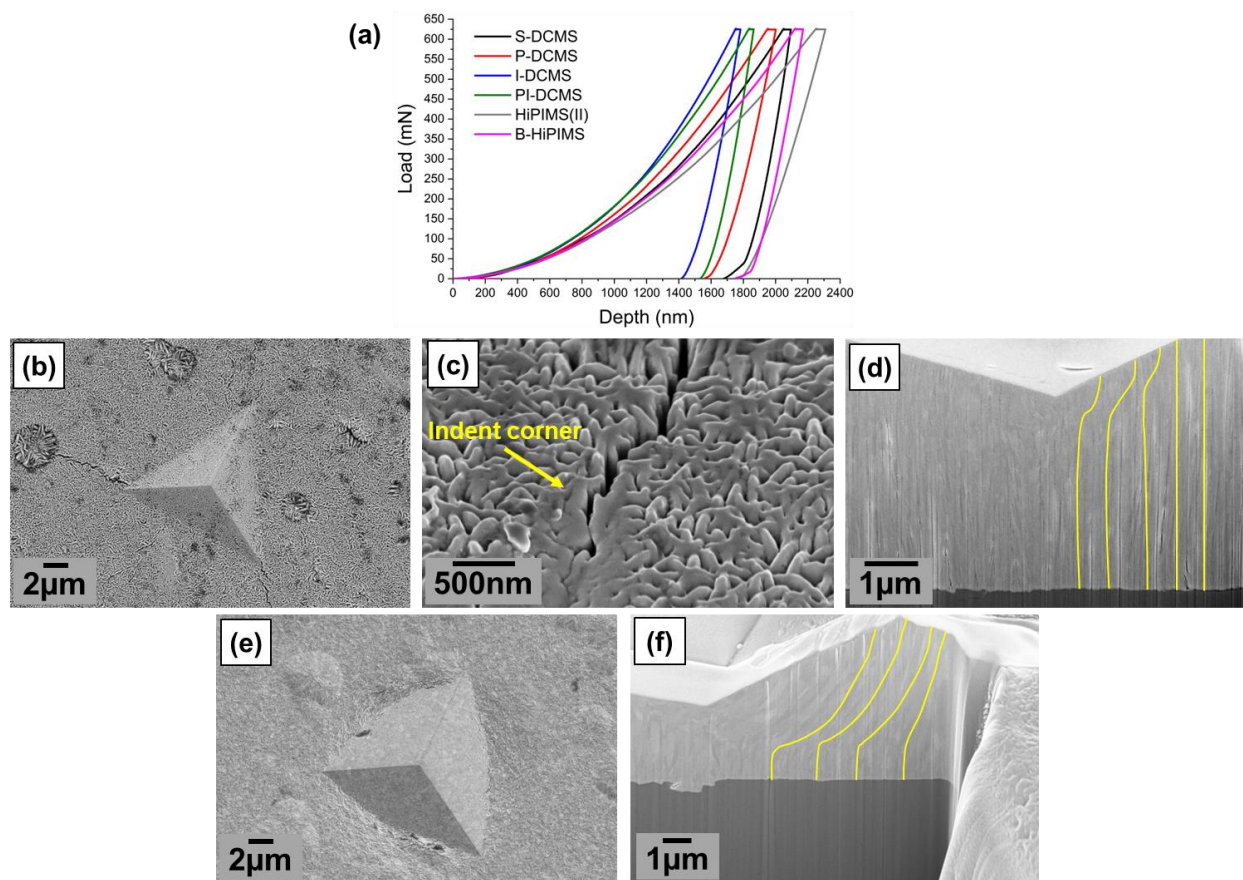 (a)
650
600
550
500
450
400
350
300
250
200
150
100
50
0
Load (mN)
S-DCMS
P-DCMS
I-DCMS
PI-DCMS
HiPIMS(II)
B-HiPIMS
0 200 400 600 800 1000 1200 1400 1600 1800 2000 2200 2400
Depth (nm)
(b)
2µm
(c)
Indent corner
500nm
(d)
1µm
(e)
2µm
(f)
1µm